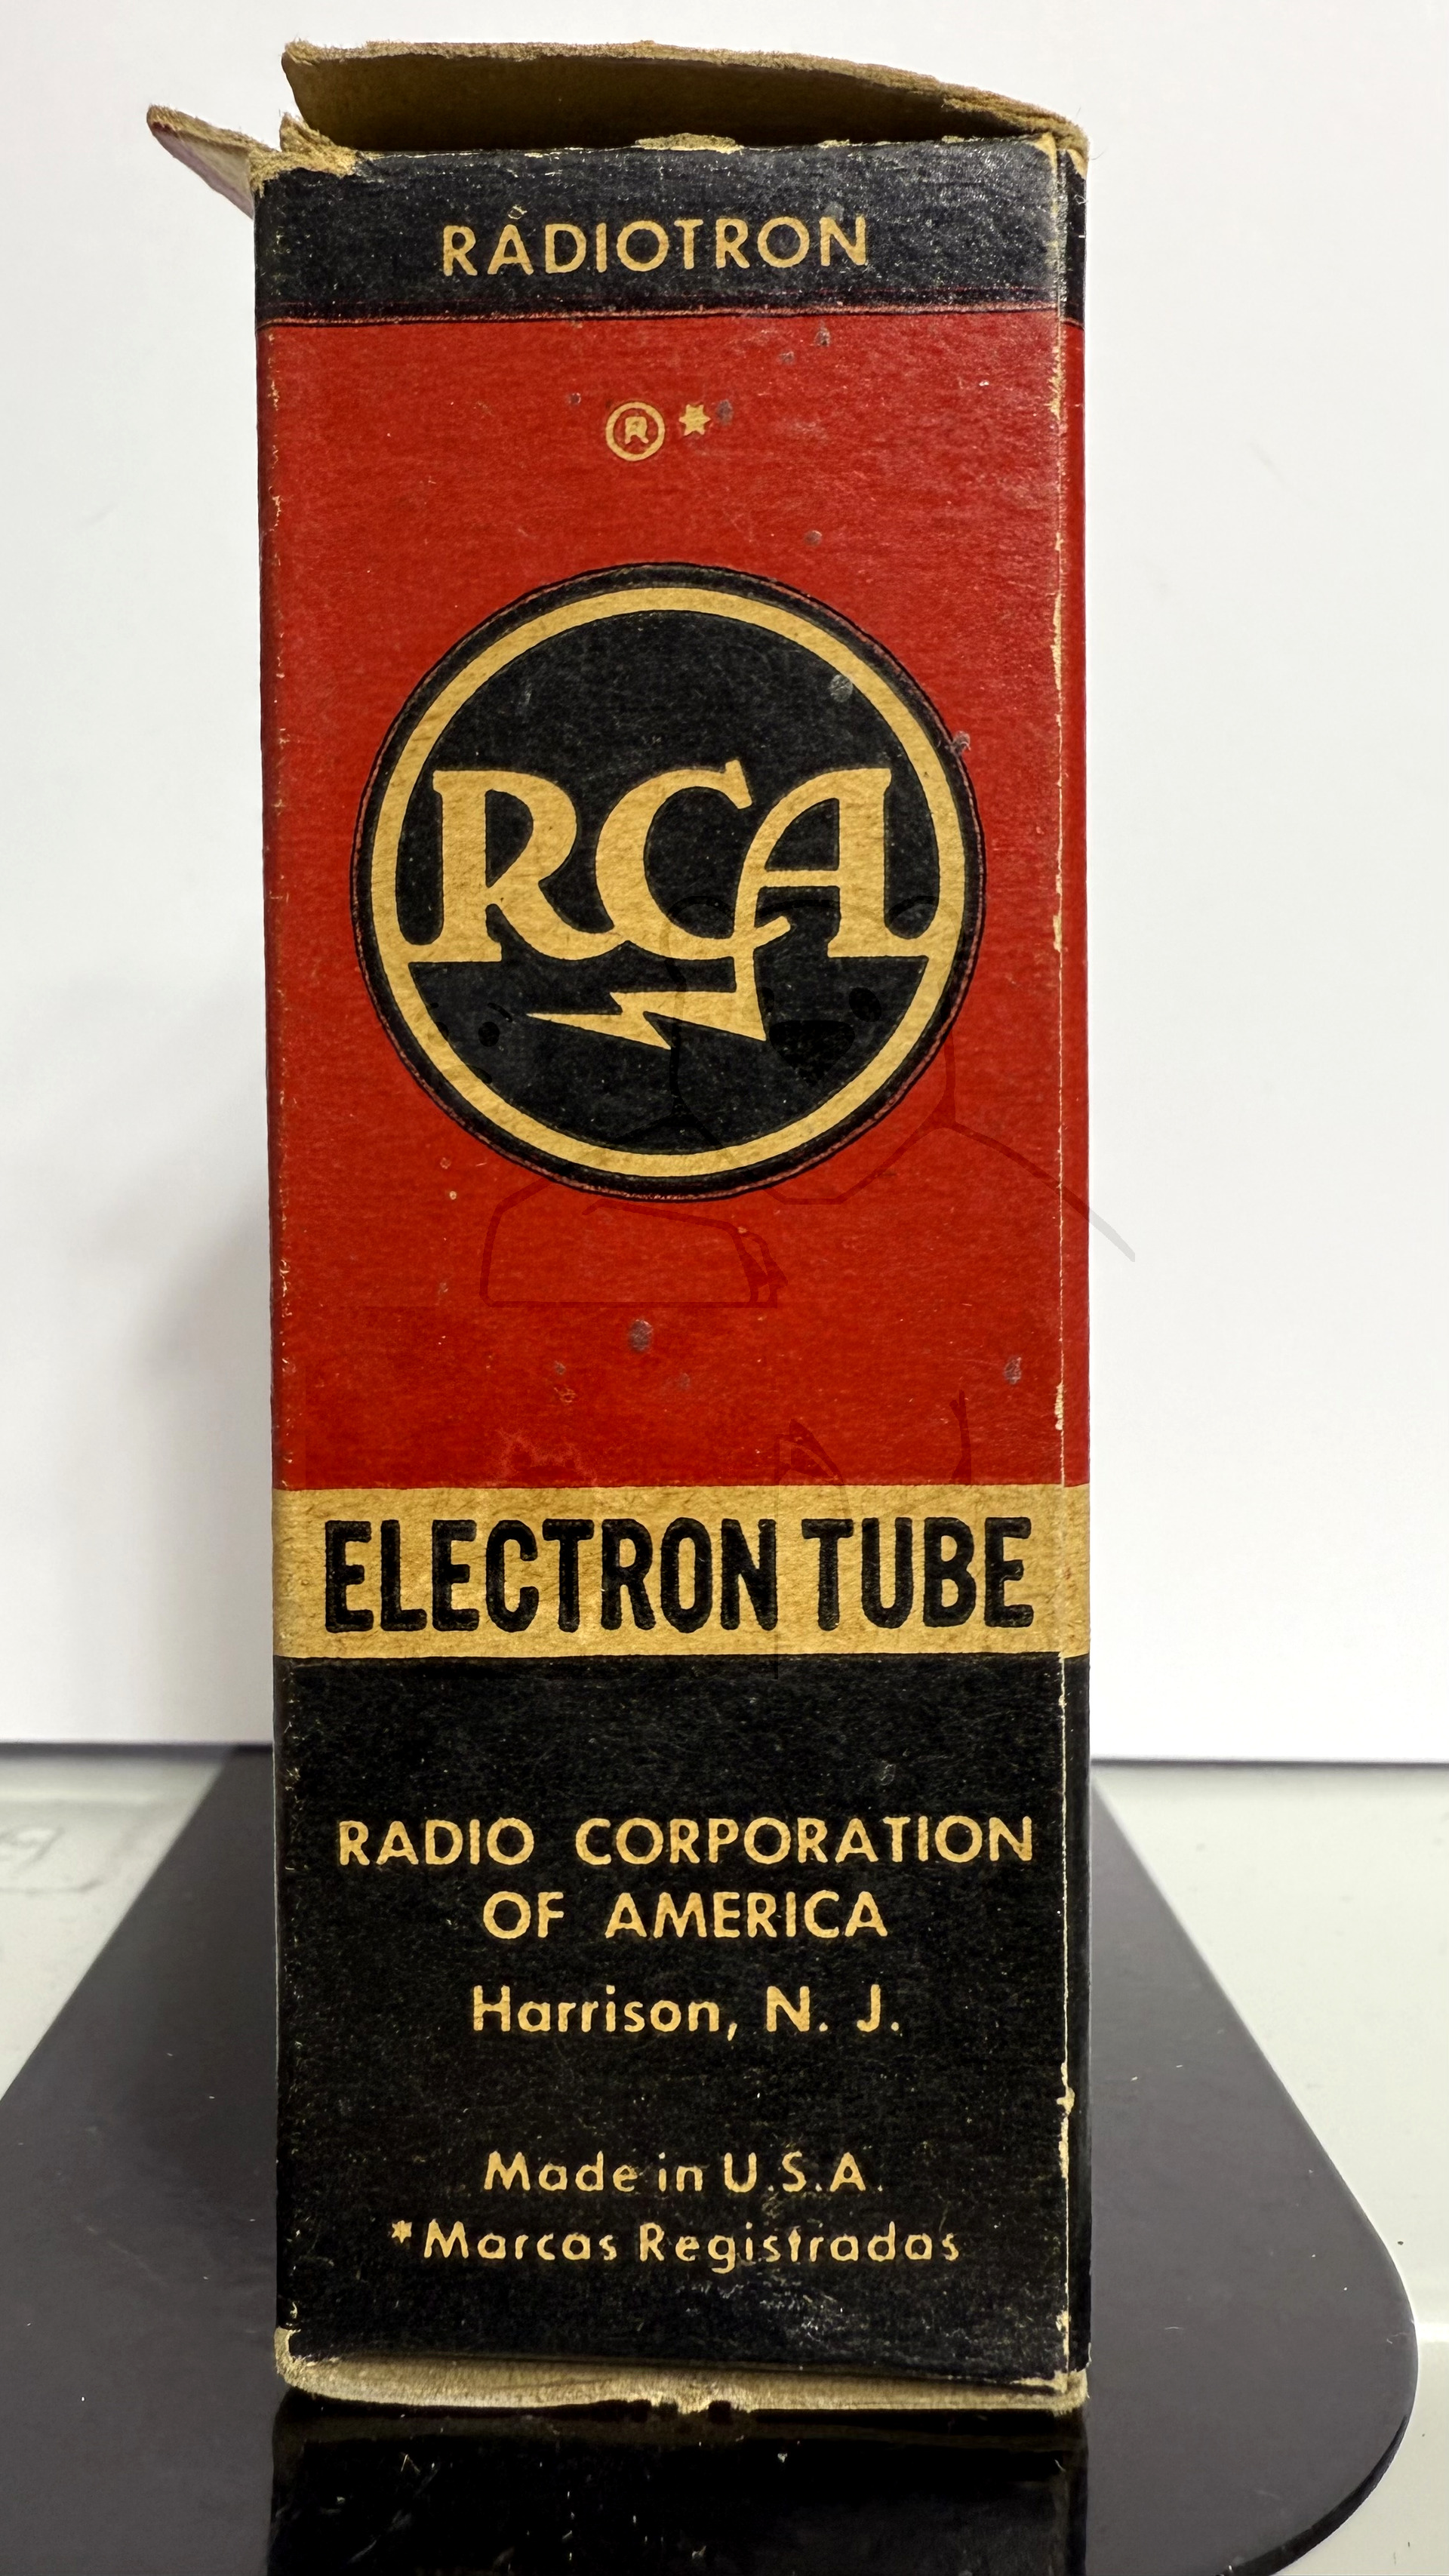 RADIOTRON
®*
RCA
ELECTRON TUBE
RADIO CORPORATION
OF AMERICA
Harrison, N. J.
Made in U.S.A.
*Marcas Registradas